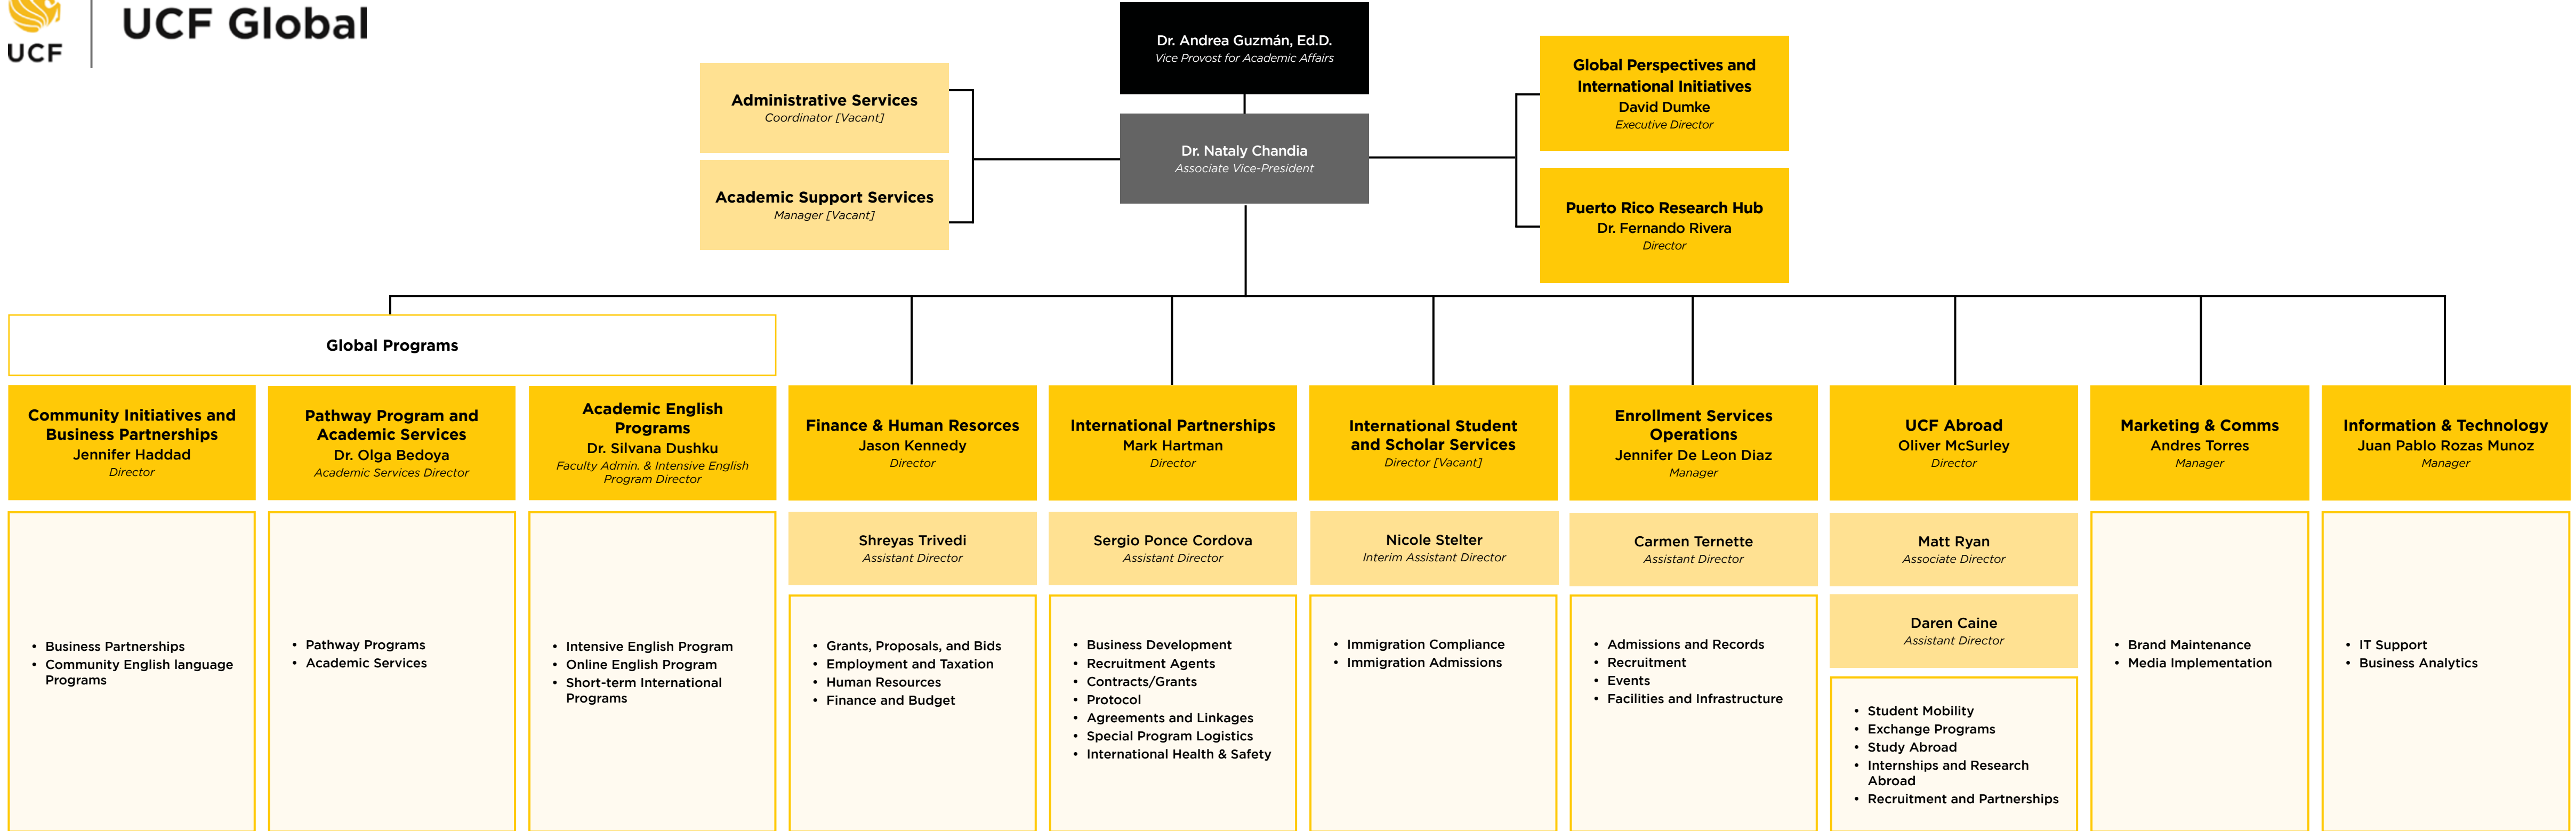 UCF
UCF Global
Dr. Andrea Guzmán, Ed.D.
Vice Provost for Academic Affairs
Dr. Nataly Chandia
Associate Vice-President
Administrative Services
Coordinator [Vacant]
Academic Support Services
Manager [Vacant]
Global Perspectives and
International Initiatives
David Dumke
Executive Director
Puerto Rico Research Hub
Dr. Fernando Rivera
Director
Global Programs
Community Initiatives and
Business Partnerships
Jennifer Haddad
Director
• Business Partnerships
• Community English language
Programs
Pathway Program and
Academic Services
Dr. Olga Bedoya
Academic Services Director
• Pathway Programs
• Academic Services
Academic English
Programs
Dr. Silvana Dushku
Faculty Admin. & Intensive English
Program Director
• Intensive English Program
• Online English Program
• Short-term International
Programs
Finance & Human Resorces
Jason Kennedy
Director
Shreyas Trivedi
Assistant Director
• Grants, Proposals, and Bids
• Employment and Taxation
• Human Resources
• Finance and Budget
International Partnerships
Mark Hartman
Director
Sergio Ponce Cordova
Assistant Director
• Business Development
• Recruitment Agents
• Contracts/Grants
• Protocol
• Agreements and Linkages
• Special Program Logistics
• International Health & Safety
International Student
and Scholar Services
Director [Vacant]
Nicole Stelter
Interim Assistant Director
• Immigration Compliance
• Immigration Admissions
Enrollment Services
Operations
Jennifer De Leon Diaz
Manager
Carmen Ternette
Assistant Director
• Admissions and Records
• Recruitment
• Events
• Facilities and Infrastructure
UCF Abroad
Oliver McSurley
Director
Matt Ryan
Associate Director
Daren Caine
Assistant Director
• Student Mobility
• Exchange Programs
• Study Abroad
• Internships and Research
Abroad
• Recruitment and Partnerships
Marketing & Comms
Andres Torres
Manager
• Brand Maintenance
• Media Implementation
Information & Technology
Juan Pablo Rozas Munoz
Manager
• IT Support
• Business Analytics